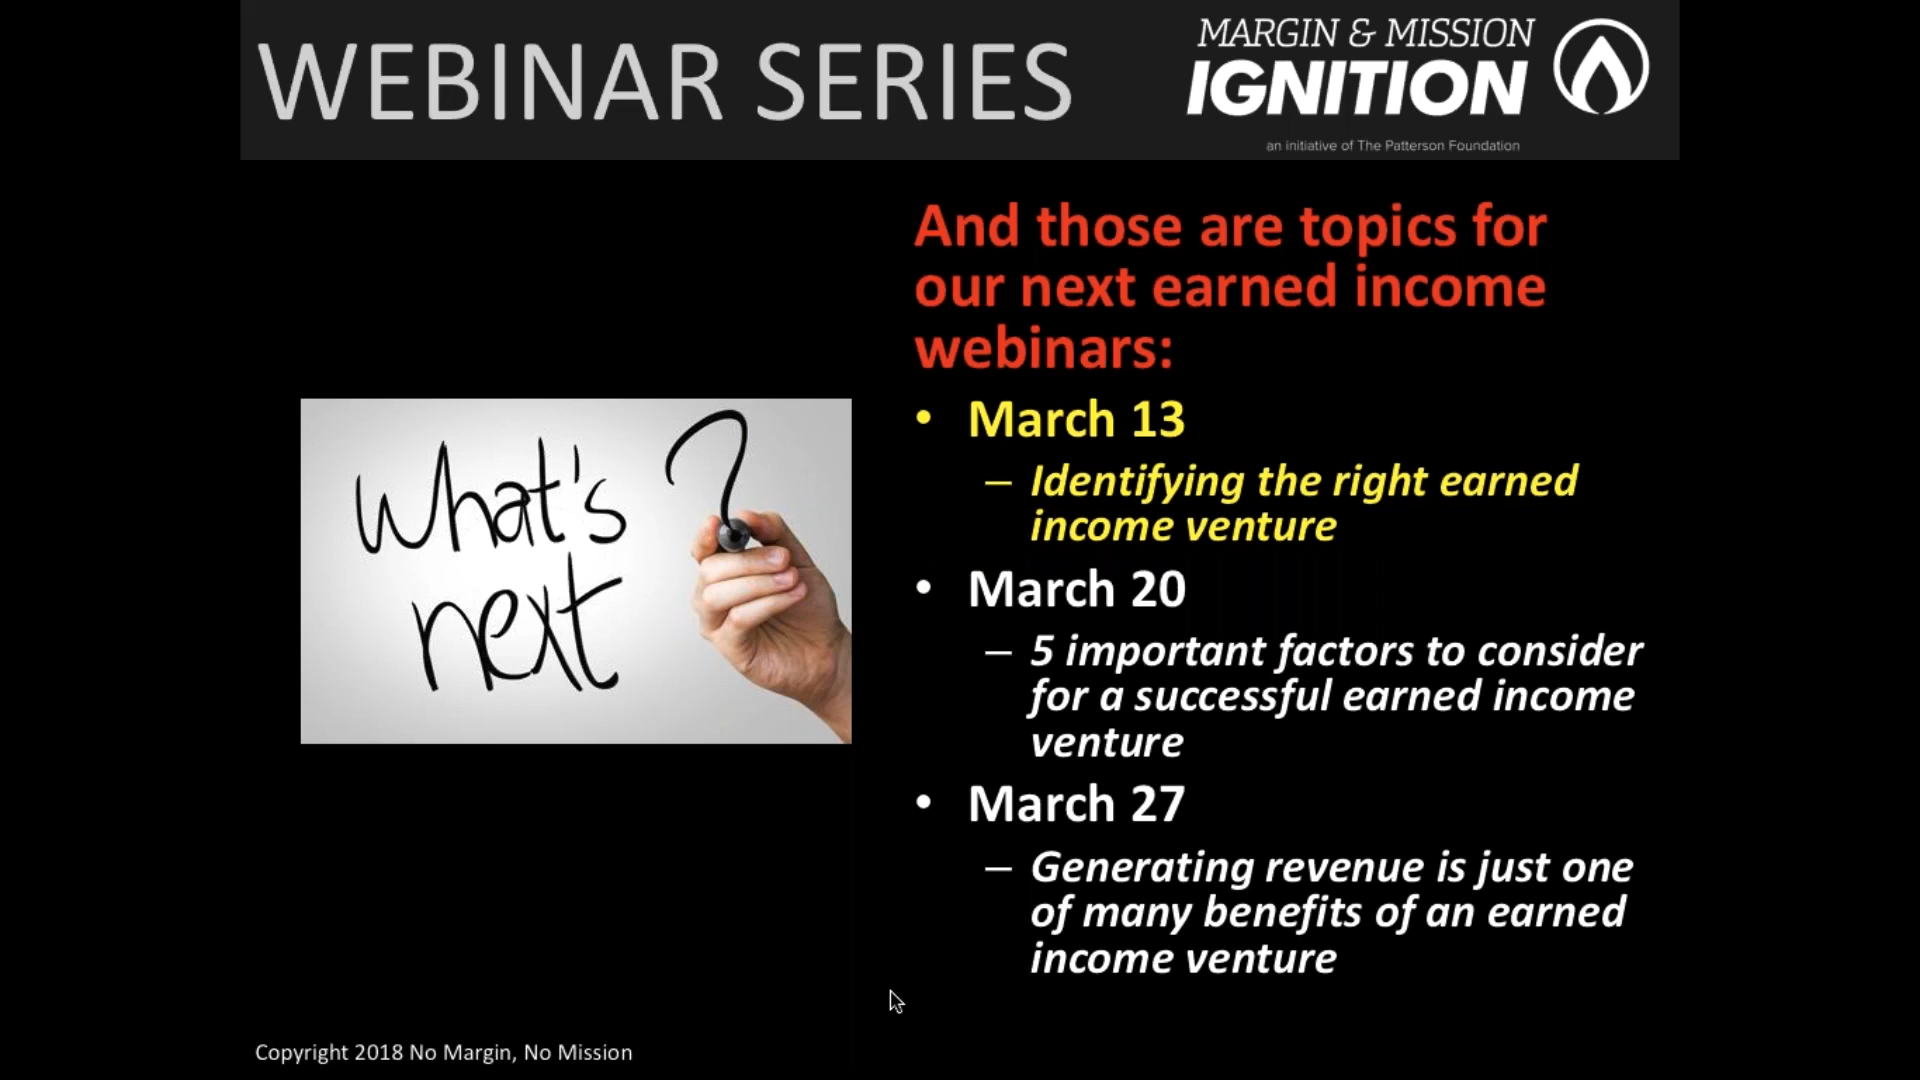 WEBINAR SERIES
MARGIN & MISSION
IGNITION
an initiative of The Patterson Foundation
And those are topics for
our next earned income
webinars:
• March 13
– Identifying the right earned
income venture
• March 20
– 5 important factors to consider
for a successful earned income
venture
• March 27
– Generating revenue is just one
of many benefits of an earned
income venture
What's ?
next
Copyright 2018 No Margin, No Mission